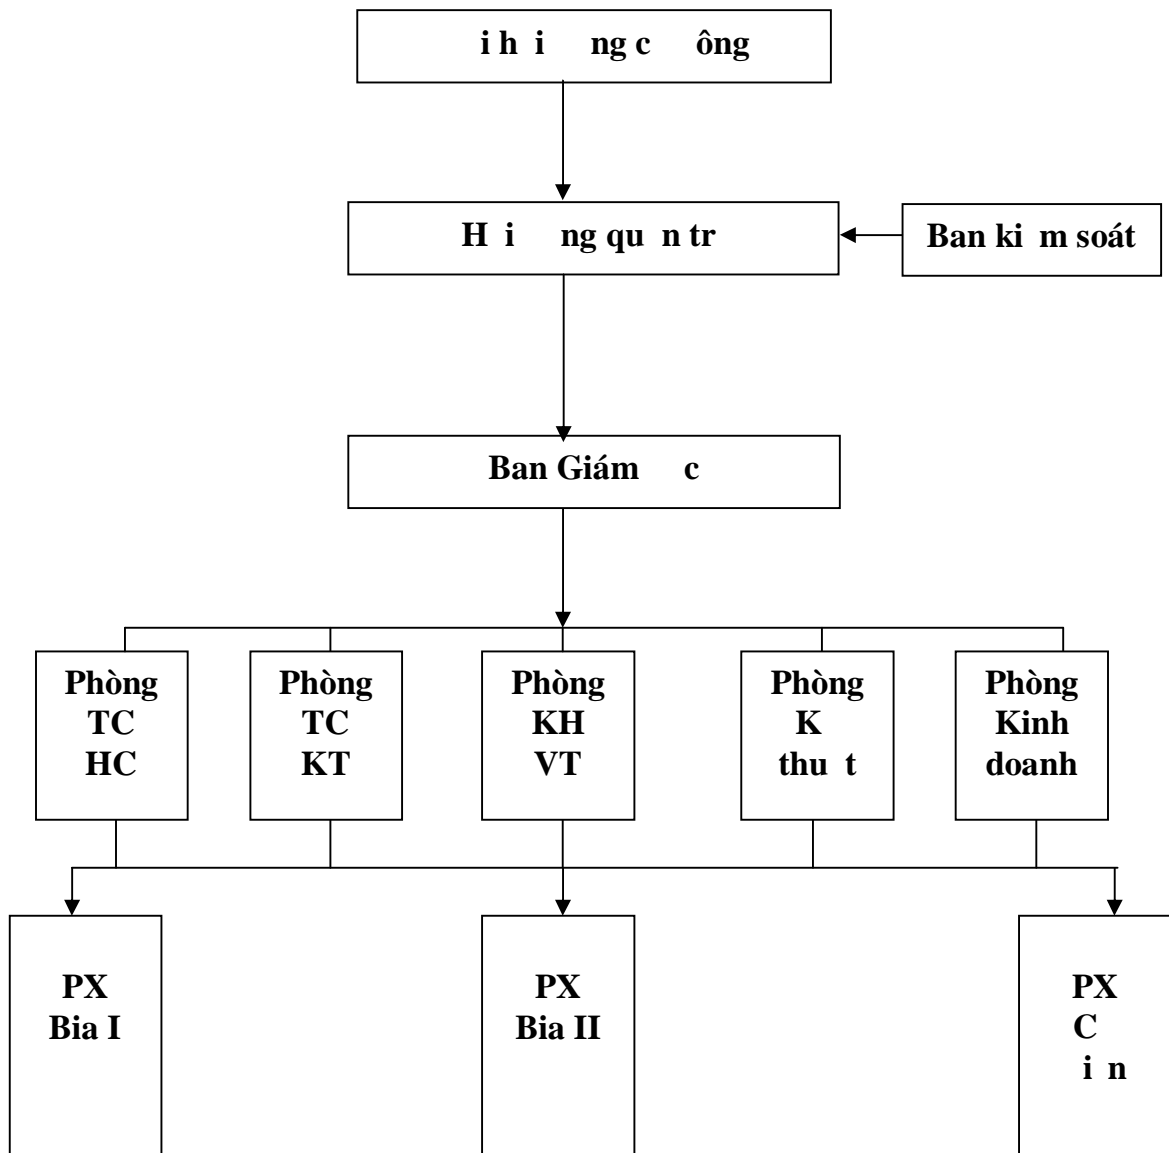 i h i ng c ông
H i ng qu n tr
Ban ki m soát
Ban Giám c
Phòng
TC
HC
Phòng
TC
KT
Phòng
KH
VT
Phòng
K
thu t
Phòng
Kinh
doanh
PX
Bia I
PX
Bia II
PX
C
i n